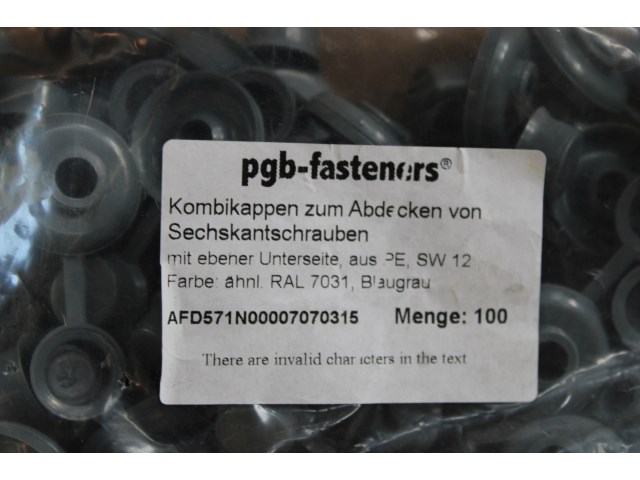 pgb-fasteners®
Kombikappen zum Abdecken von
Sechskantschrauben
mit ebener Unterseite, aus PE, SW 12
Farbe: ähnl. RAL 7031, Blaugrau
AFD571N00007070315 Menge: 100
There are invalid characters in the text